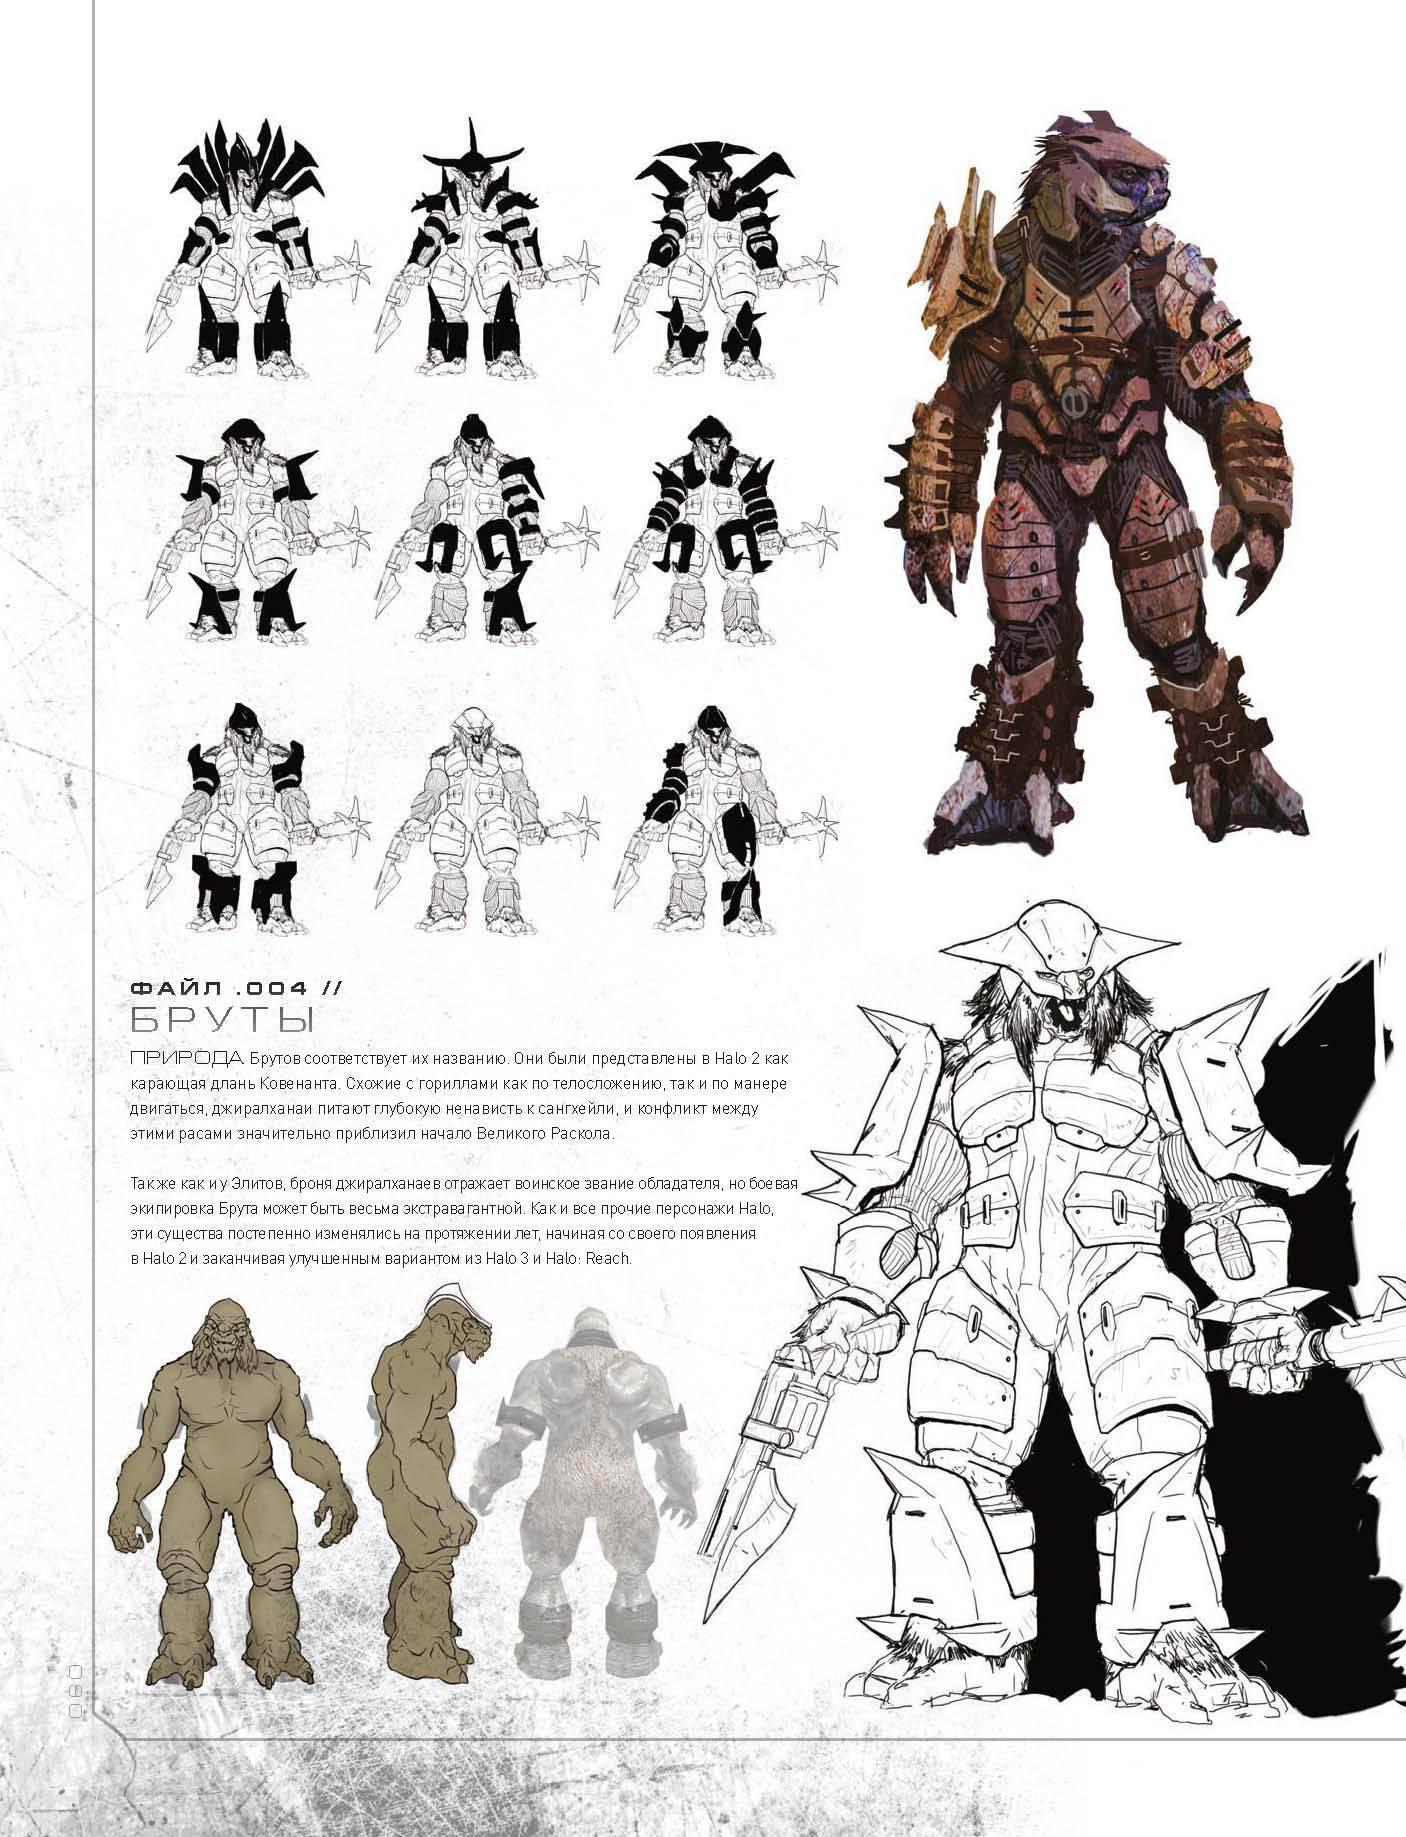 ФАЙЛ .004 //
БРУТЫ
ПРИРОДА Брутов соответствует их названию. Они были представлены в Halo 2 как
карающая длань Ковенанта. Схожие с гориллами как по телосложению, так и по манере
двигаться, джиралханаи питают глубокую ненависть к сангхейли, и конфликт между
этими расами значительно приблизил начало Великого Раскола.
Так же как и у Элитов, броня джиралханаев отражает воинское звание обладателя, но боевая
экипировка Брута может быть весьма экстравагантной. Как и все прочие персонажи Halo,
эти существа постепенно изменялись на протяжении лет, начиная со своего появления
в Halo 2 и заканчивая улучшенным вариантом из Halo 3 и Halo: Reach.
060